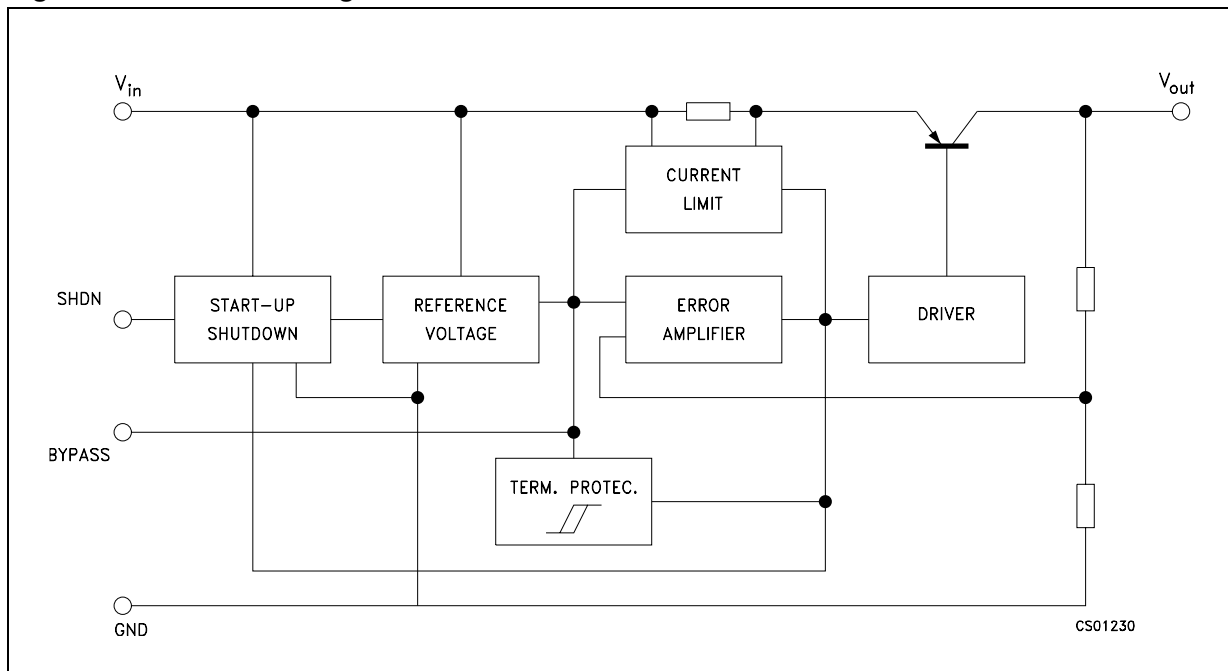 V_in
V_out
CURRENT
LIMIT
SHDN
START-UP
SHUTDOWN
REFERENCE
VOLTAGE
ERROR
AMPLIFIER
DRIVER
BYPASS
TERM. PROTEC.
GND
CS01230